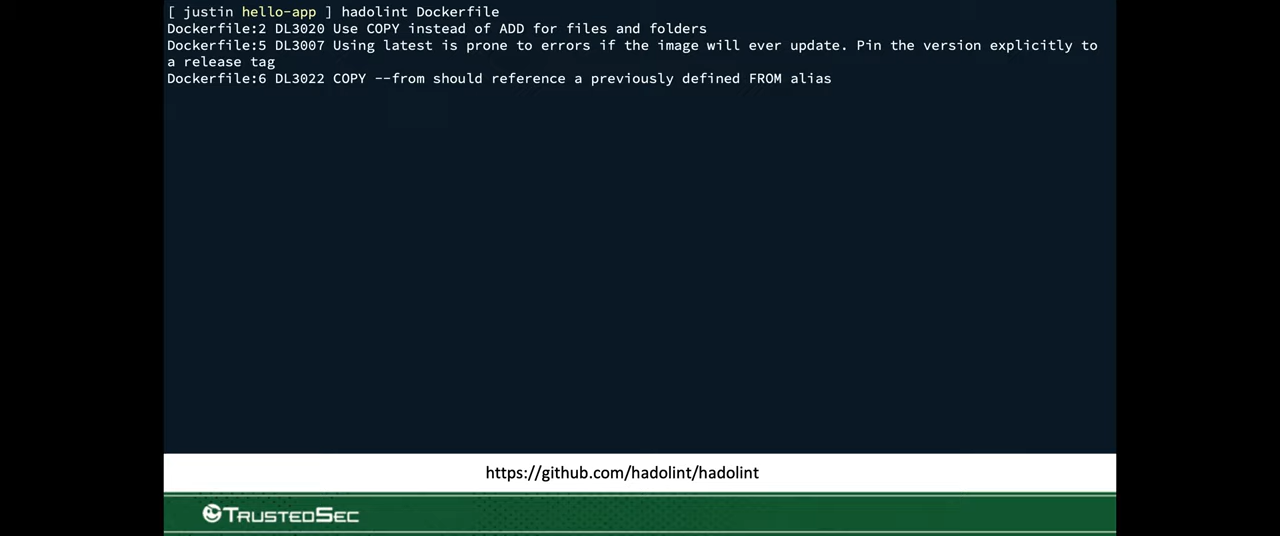 [ justin hello-app ] hadolint Dockerfile
Dockerfile:2 DL3020 Use COPY instead of ADD for files and folders
Dockerfile:5 DL3007 Using latest is prone to errors if the image will ever update. Pin the version explicitly to
a release tag
Dockerfile:6 DL3022 COPY --from should reference a previously defined FROM alias
https://github.com/hadolint/hadolint
TRUSTEDSEC